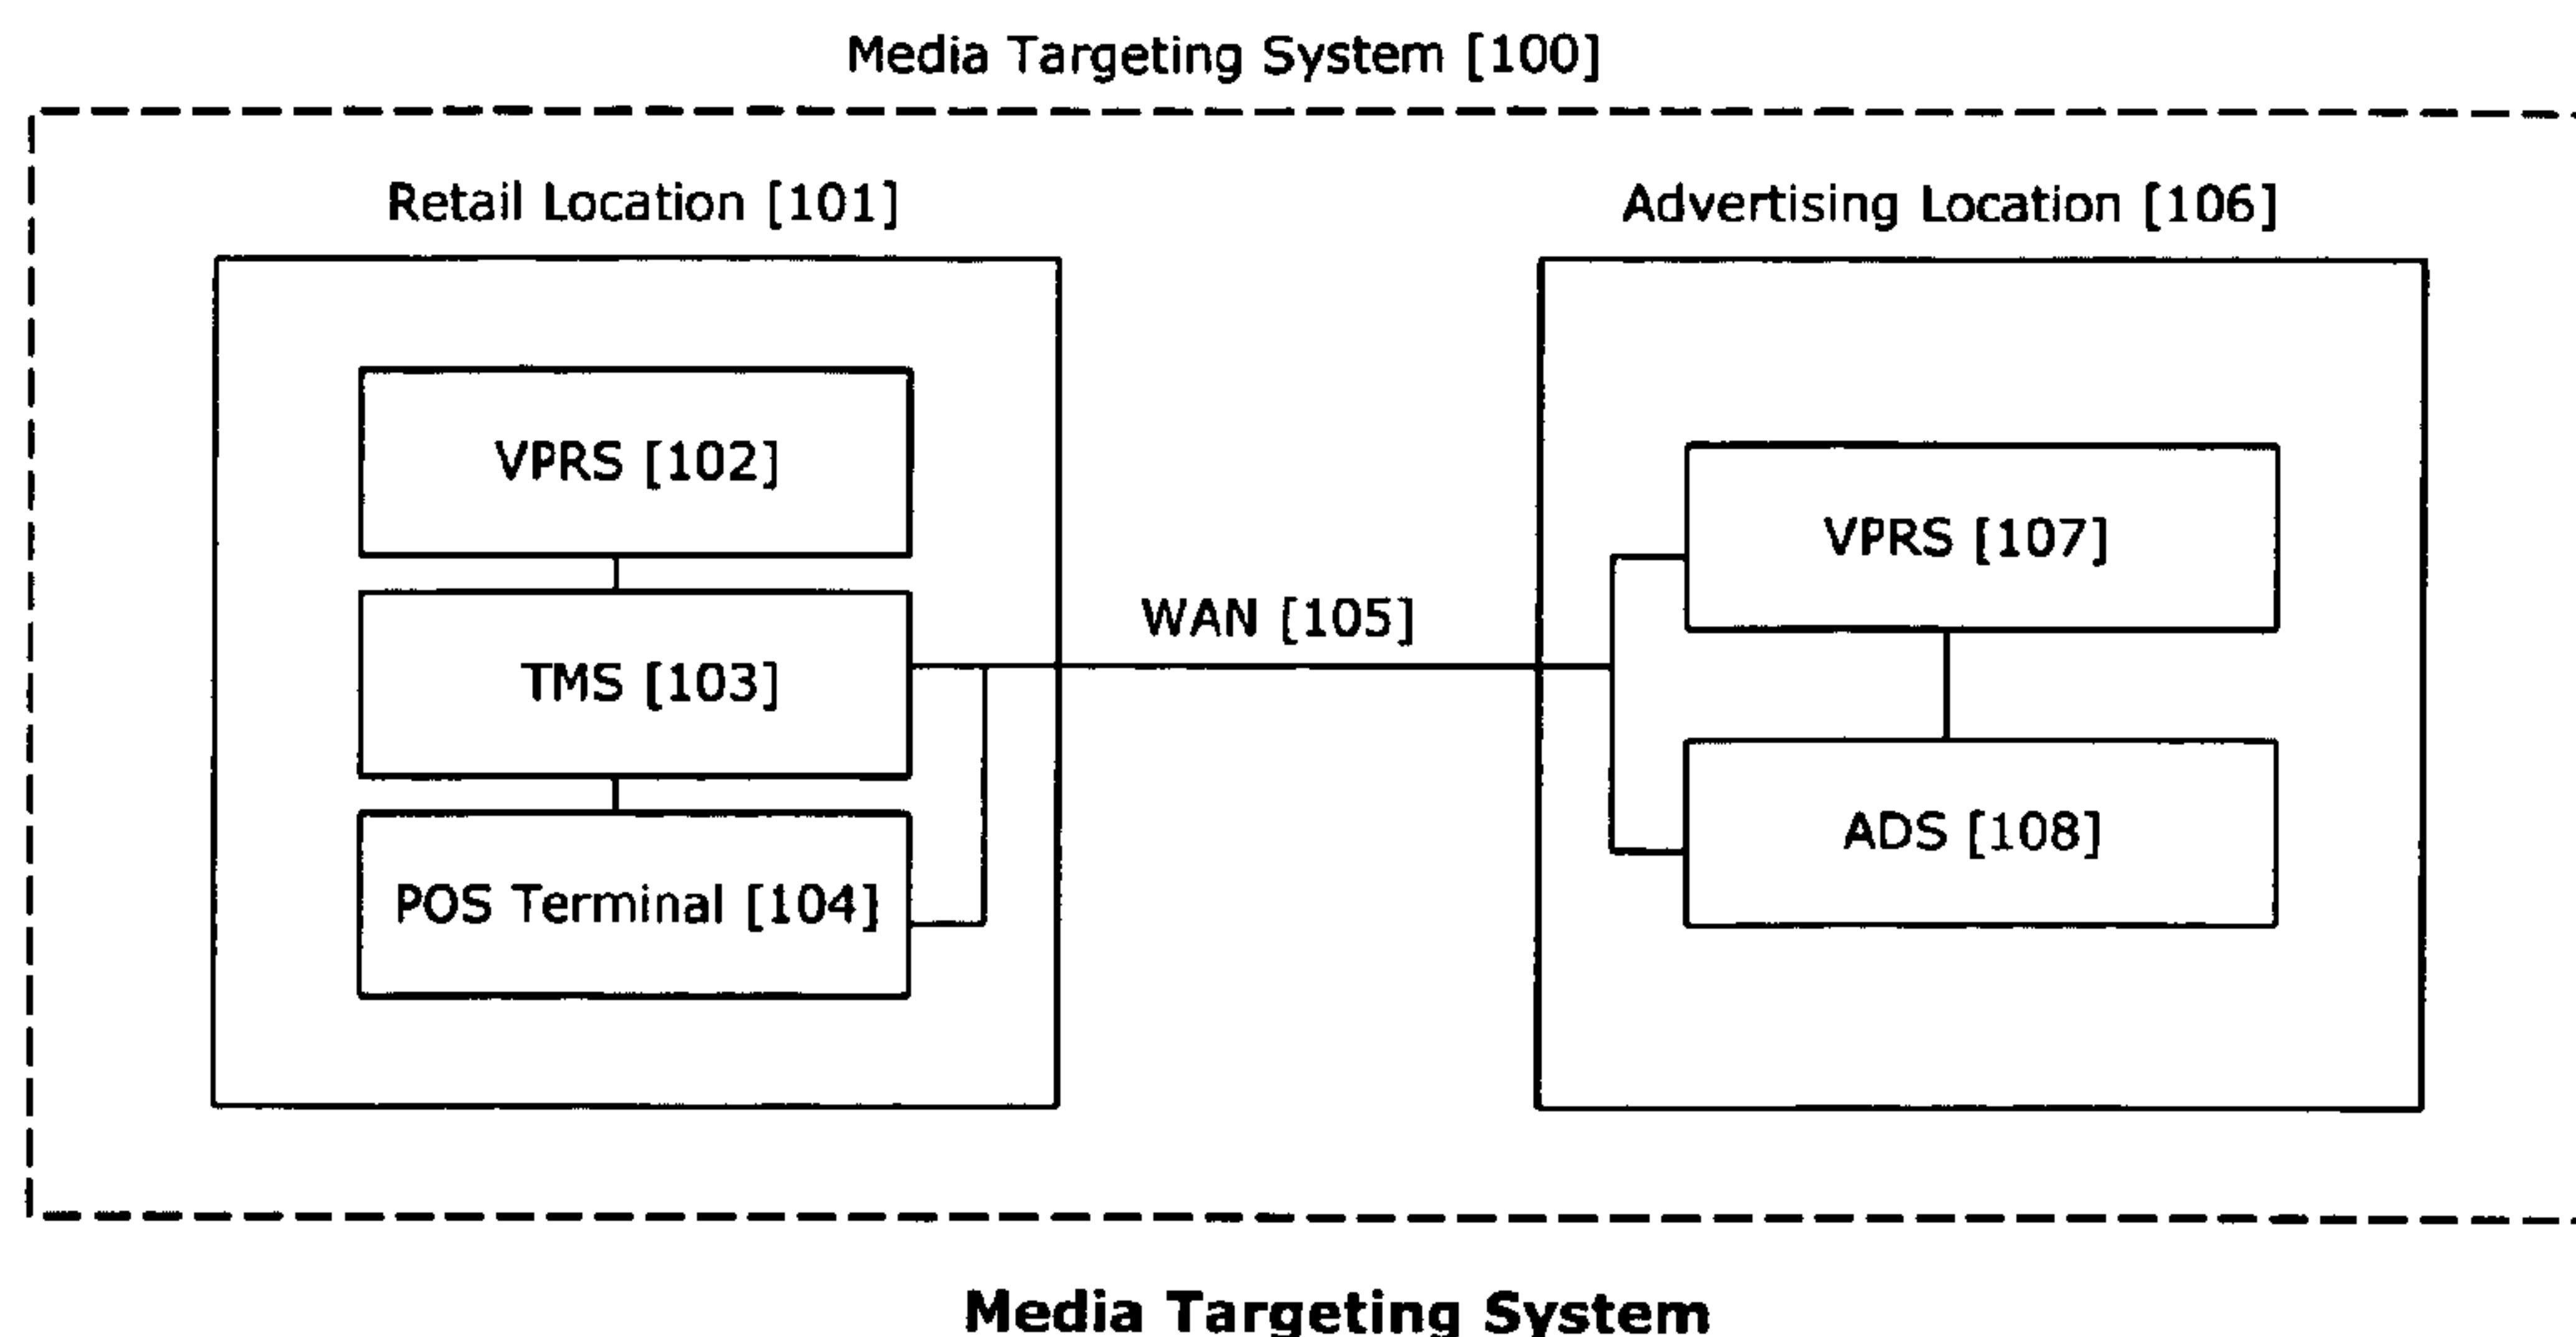 Media Targeting System [100]
Retail Location [101]
Advertising Location [106]
VPRS [102]
TMS [103]
POS Terminal [104]
WAN [105]
VPRS [107]
ADS [108]
Media Targeting System